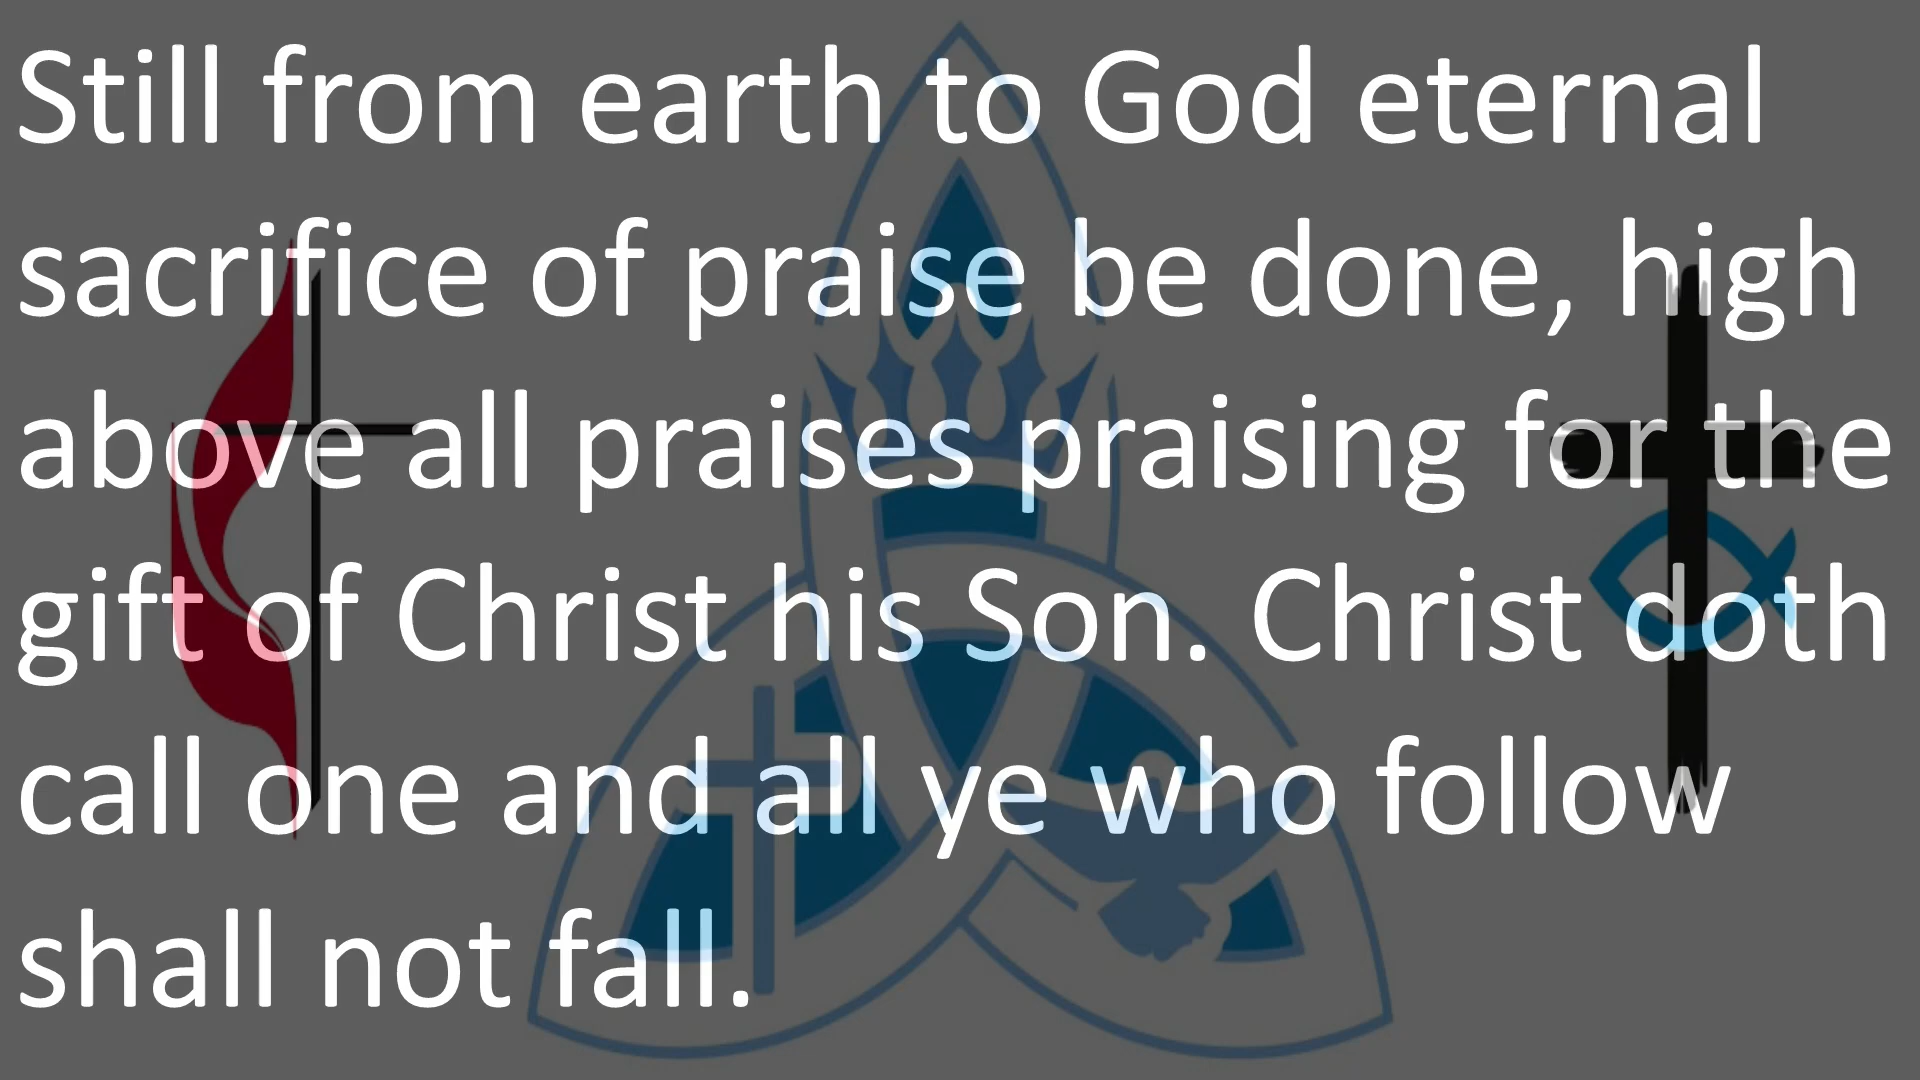 Still from earth to God eternal
sacrifice of praise be done, high
above all praises praising for the
gift of Christ his Son. Christ doth
call one and all ye who follow
shall not fall.